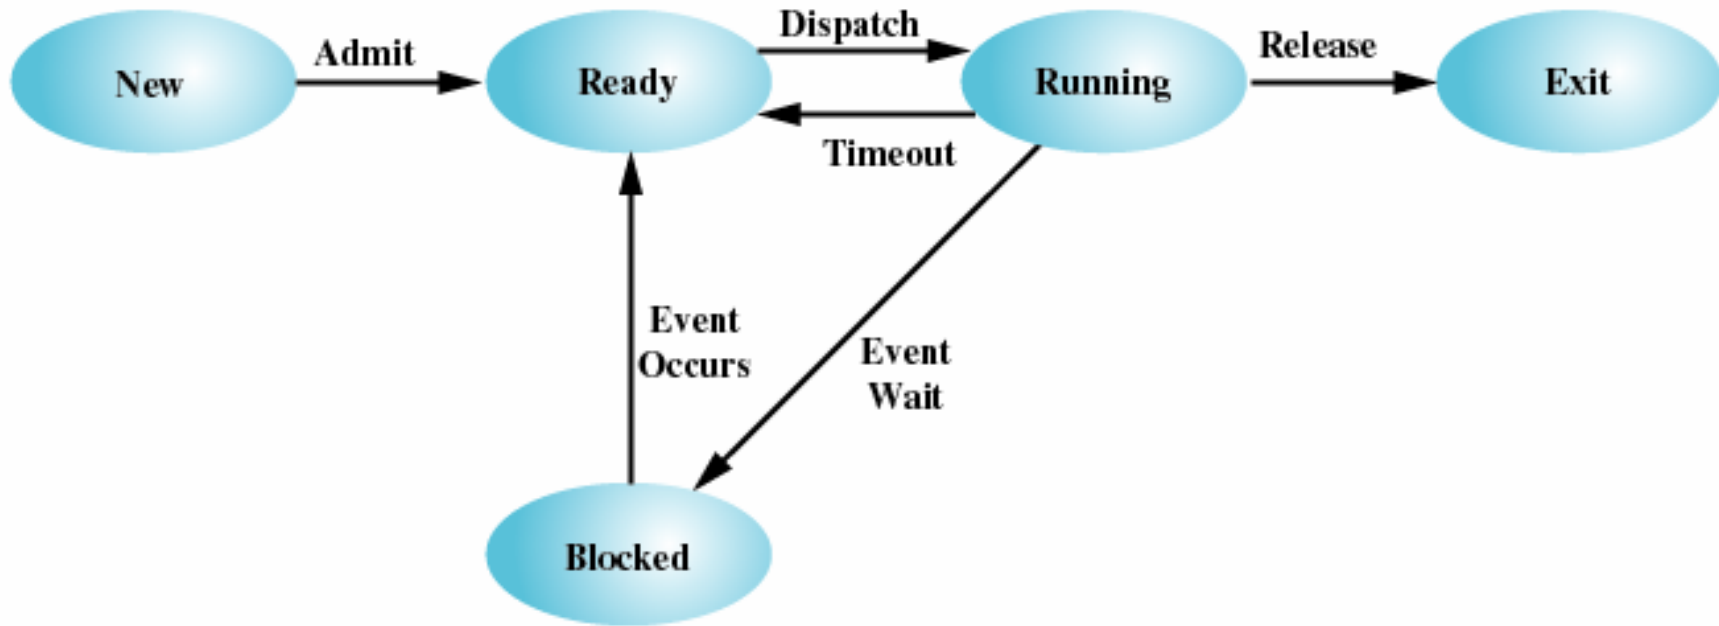 New
Admit
Ready
Dispatch
Running
Release
Exit
Timeout
Event
Occurs
Event
Wait
Blocked